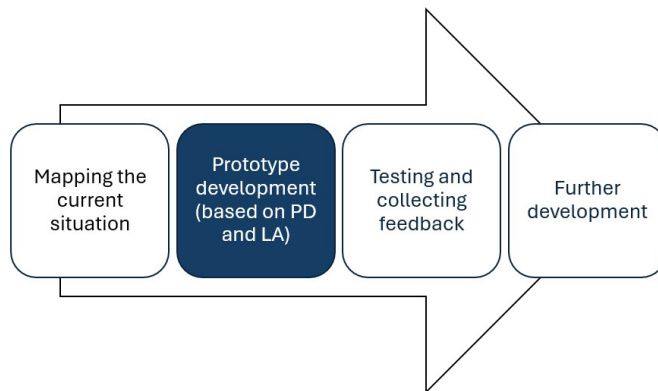 Mapping the
current
situation
Prototype
development
(based on PD
and LA)
Testing and
collecting
feedback
Further
development